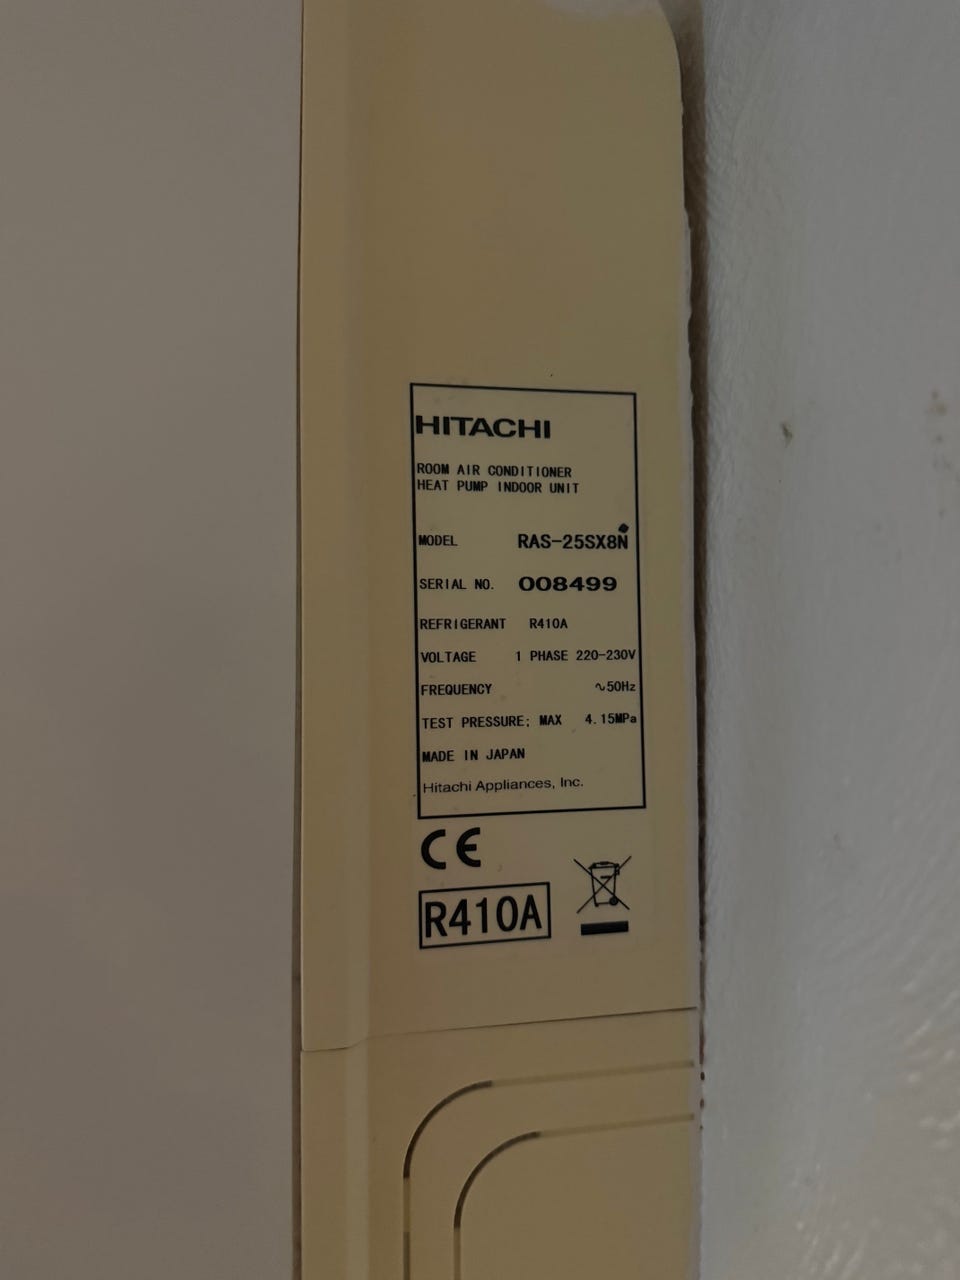 HITACHI
ROOM AIR CONDITIONER
HEAT PUMP INDOOR UNIT
MODEL RAS-25SX8N
SERIAL NO. 008499
REFRIGERANT R410A
VOLTAGE 1 PHASE 220-230V
FREQUENCY ∿50Hz
TEST PRESSURE; MAX 4.15MPa
MADE IN JAPAN
Hitachi Appliances, Inc.
CE
R410A